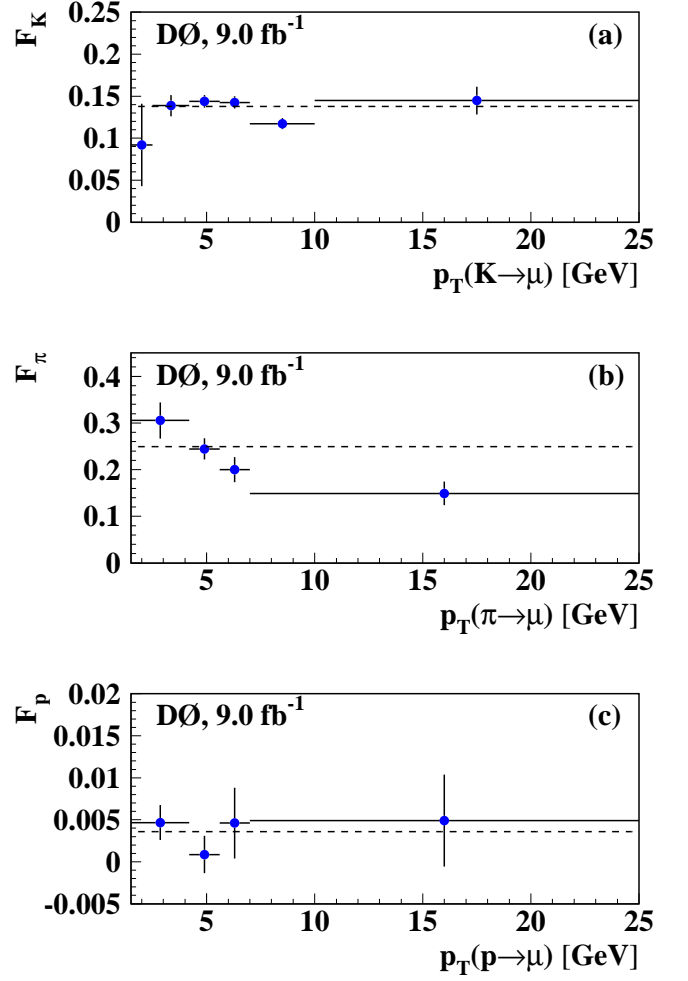 F_K
DØ, 9.0 fb⁻¹ (a)
0.25
0.2
0.15
0.1
0.05
0
5 10 15 20 25
p_T(K→μ) [GeV]
F_π
DØ, 9.0 fb⁻¹ (b)
0.4
0.3
0.2
0.1
0
5 10 15 20 25
p_T(π→μ) [GeV]
F_p
DØ, 9.0 fb⁻¹ (c)
0.02
0.015
0.01
0.005
0
-0.005
5 10 15 20 25
p_T(p→μ) [GeV]